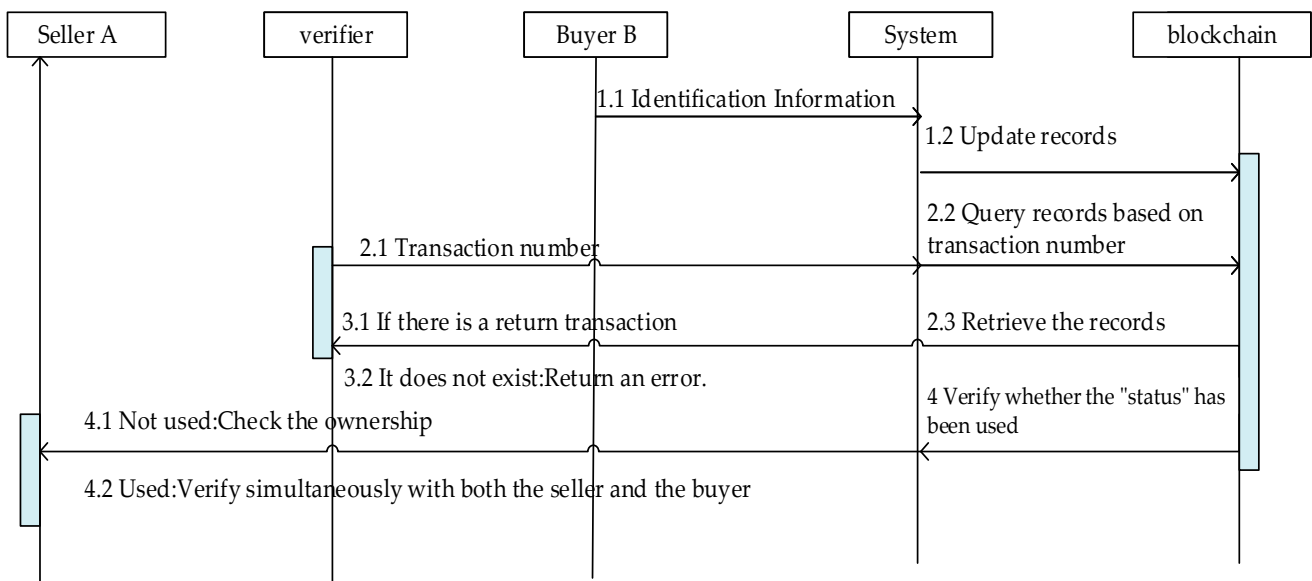 Seller A
verifier
Buyer B
System
blockchain
1.1 Identification Information
1.2 Update records
2.2 Query records based on
transaction number
2.1 Transaction number
3.1 If there is a return transaction
2.3 Retrieve the records
3.2 It does not exist:Return an error.
4 Verify whether the "status" has
been used
4.1 Not used:Check the ownership
4.2 Used:Verify simultaneously with both the seller and the buyer